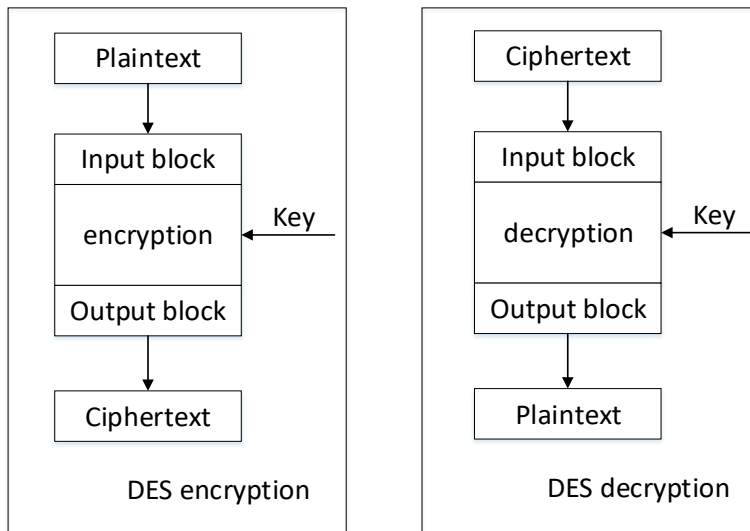 Plaintext
Input block
encryption
Key
Output block
Ciphertext
DES encryption
Ciphertext
Input block
decryption
Key
Output block
Plaintext
DES decryption